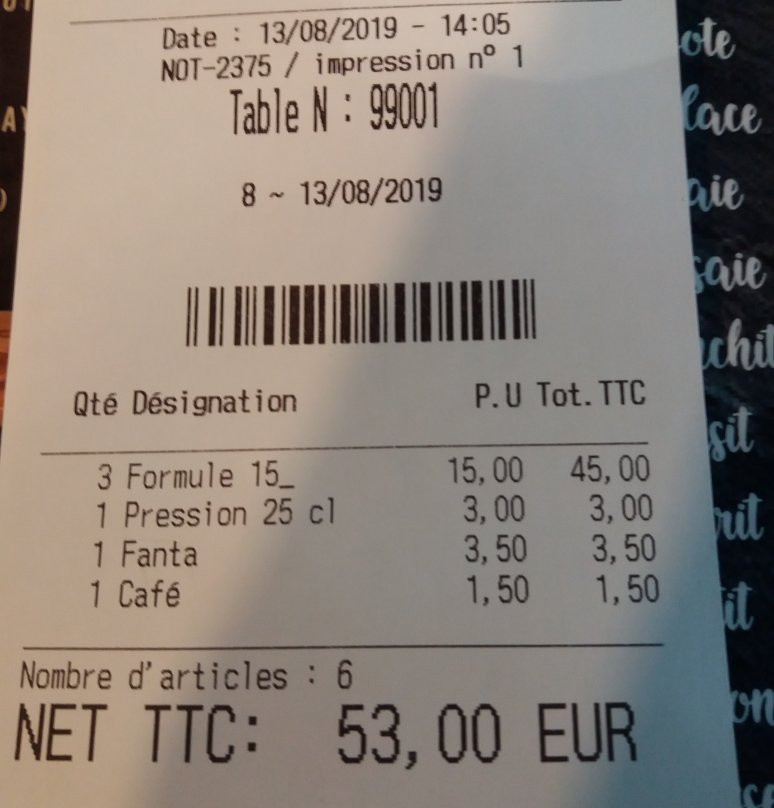 Date : 13/08/2019 - 14:05
NOT-2375 / impression n° 1
Table N : 99001
8 ~ 13/08/2019
Qté Désignation P.U Tot.TTC
3 Formule 15_ 15,00 45,00
1 Pression 25 cl 3,00 3,00
1 Fanta 3,50 3,50
1 Café 1,50 1,50
Nombre d'articles : 6
NET TTC: 53,00 EUR